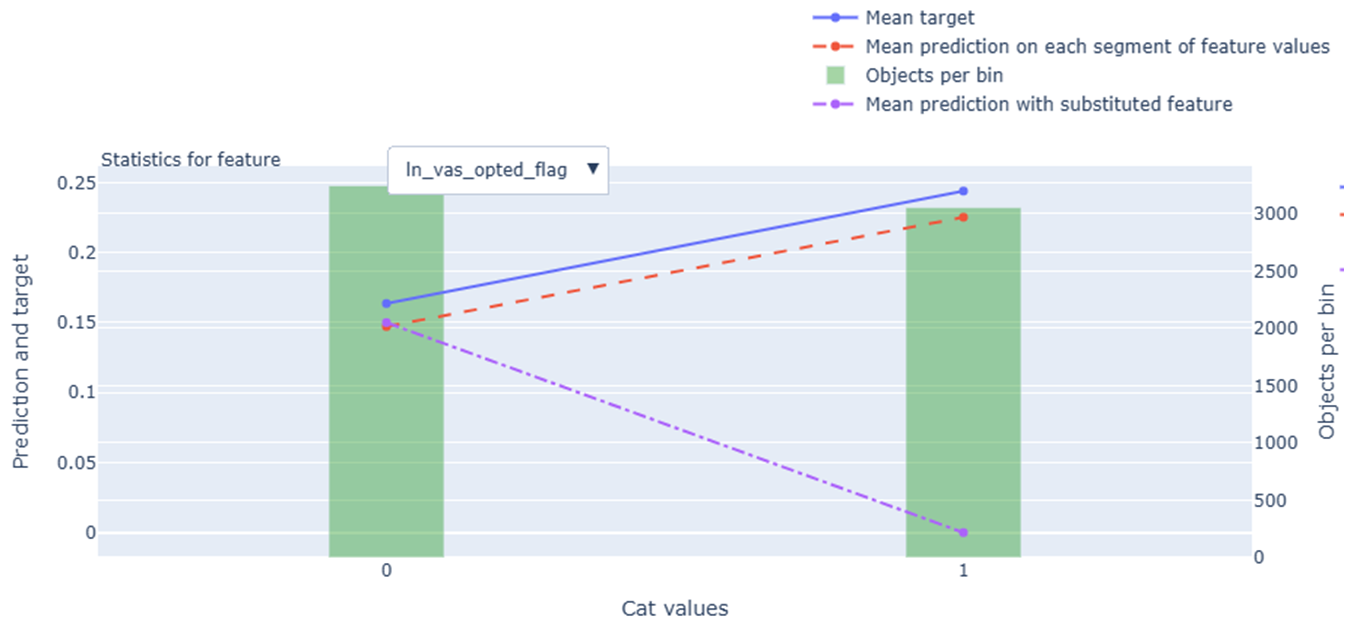 Mean target
Mean prediction on each segment of feature values
Objects per bin
Mean prediction with substituted feature
Statistics for feature
ln_vas_opted_flag ▼
0.25
0.2
0.15
0.1
0.05
0
Prediction and target
3000
2500
2000
1500
1000
500
0
Objects per bin
0 1
Cat values